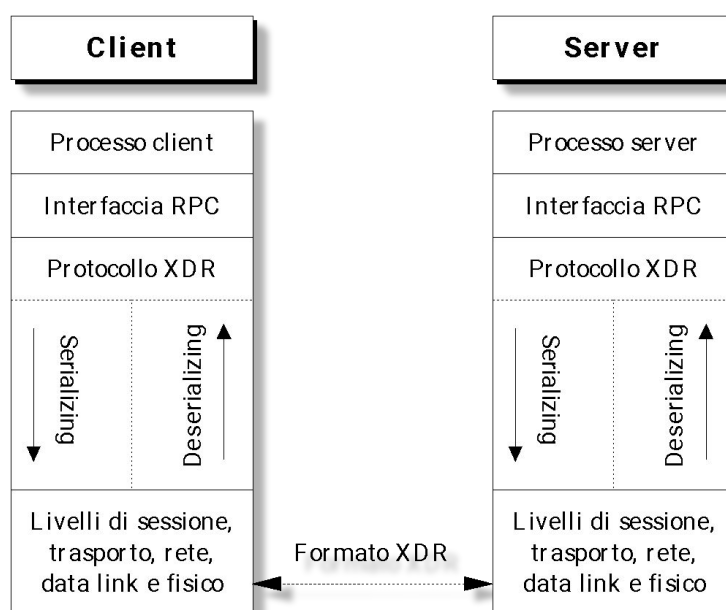 Client
Server
Processo client
Interfaccia RPC
Protocollo XDR
Serializing
Deserializing
Livelli di sessione,
trasporto, rete,
data link e fisico
Formato XDR
Processo server
Interfaccia RPC
Protocollo XDR
Serializing
Deserializing
Livelli di sessione,
trasporto, rete,
data link e fisico